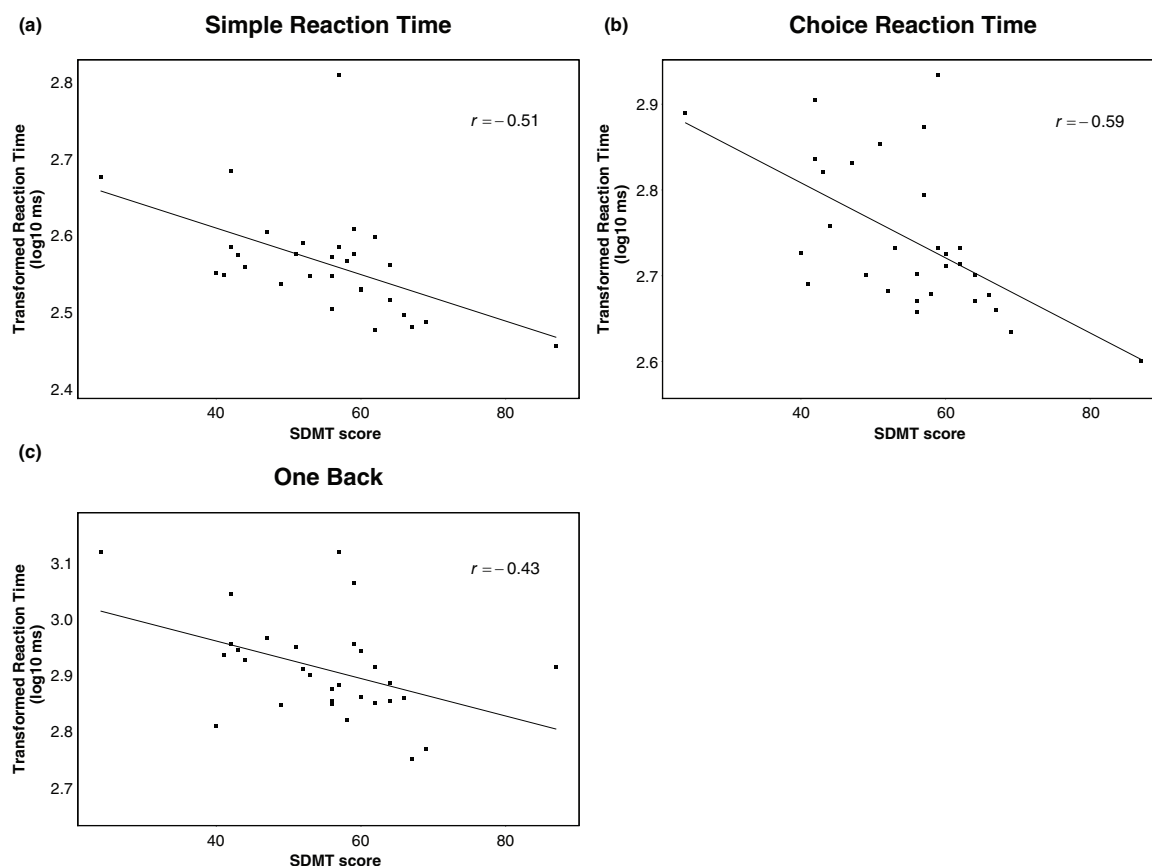 (a)
Simple Reaction Time
Transformed Reaction Time
(log10 ms)
2.8
2.7
2.6
2.5
2.4
r = −0.51
40 60 80
SDMT score
(b)
Choice Reaction Time
Transformed Reaction Time
(log10 ms)
2.9
2.8
2.7
2.6
r = −0.59
40 60 80
SDMT score
(c)
One Back
Transformed Reaction Time
(log10 ms)
3.1
3.0
2.9
2.8
2.7
r = −0.43
40 60 80
SDMT score